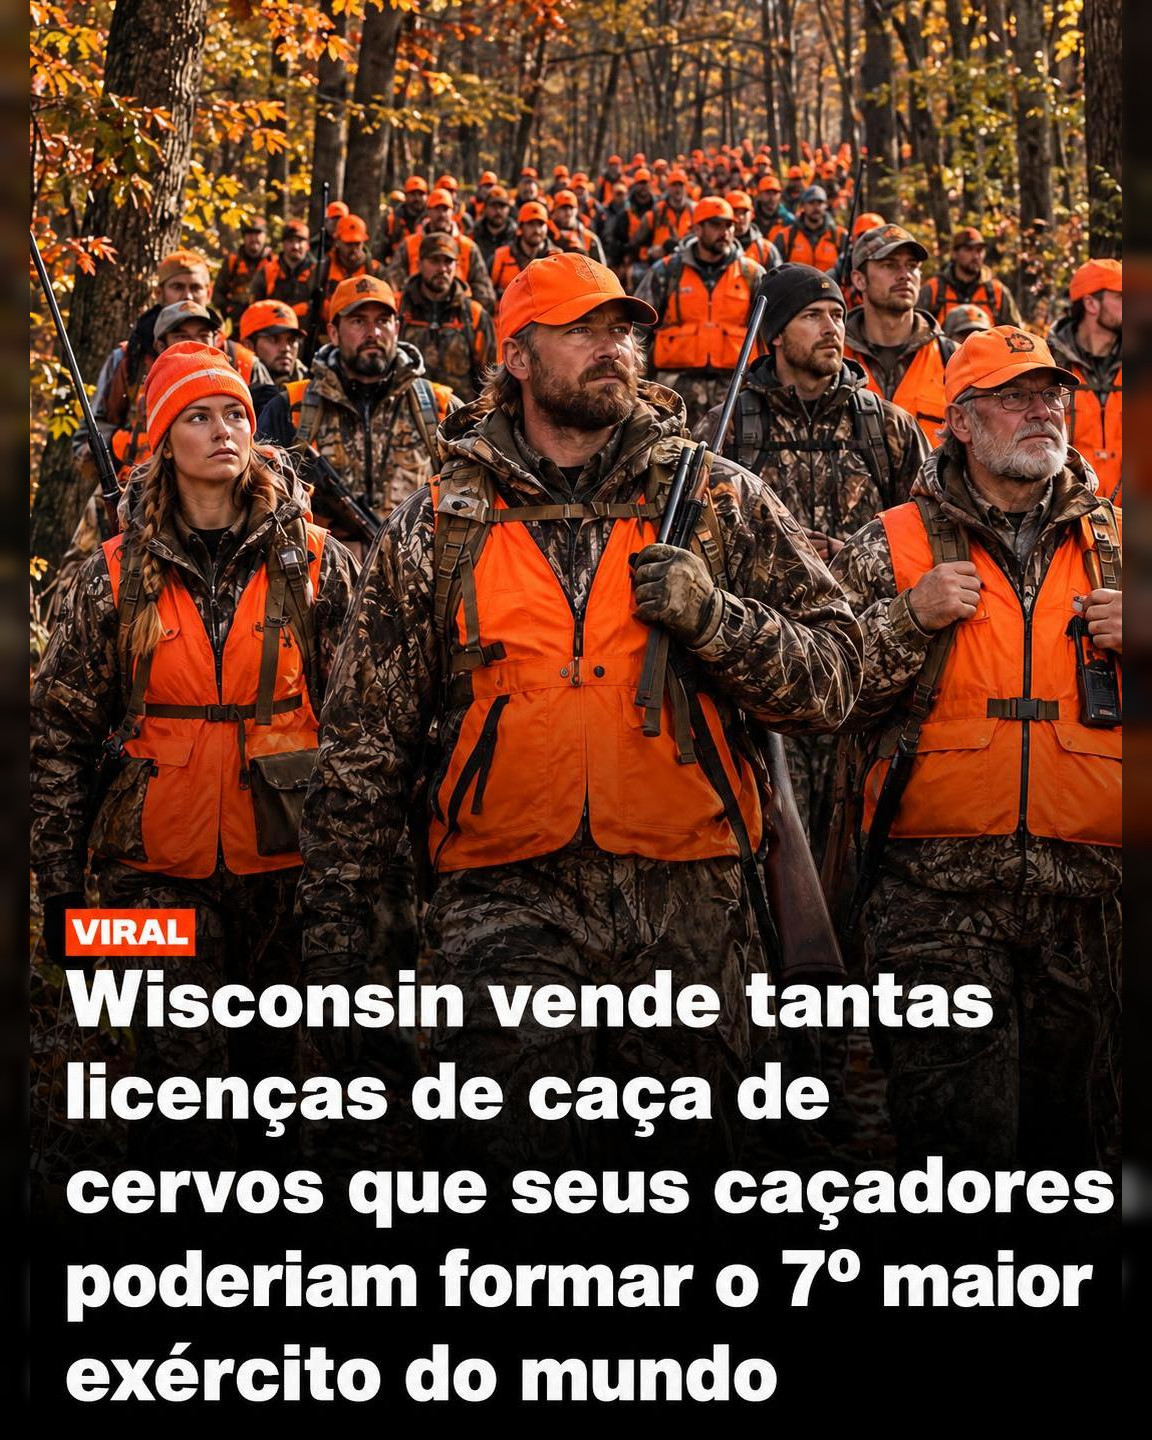 VIRAL
Wisconsin vende tantas
licenças de caça de
cervos que seus caçadores
poderiam formar o 7º maior
exército do mundo